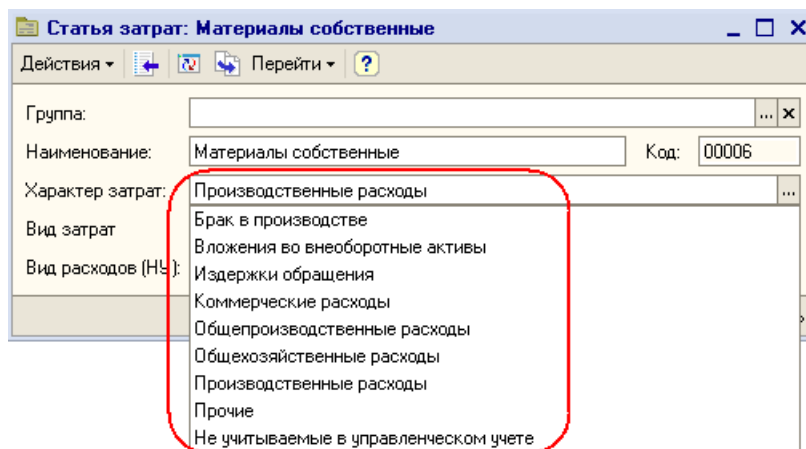 Статья затрат: Материалы собственные
Действия Перейти ?
Группа: ... x
Наименование: Материалы собственные Код: 00006
Характер затрат: Производственные расходы ...
Брак в производстве
Вид затрат
Вложения во внеоборотные активы
Вид расходов (НУ): Издержки обращения
Коммерческие расходы
Общепроизводственные расходы
Общехозяйственные расходы
Производственные расходы
Прочие
Не учитываемые в управленческом учете